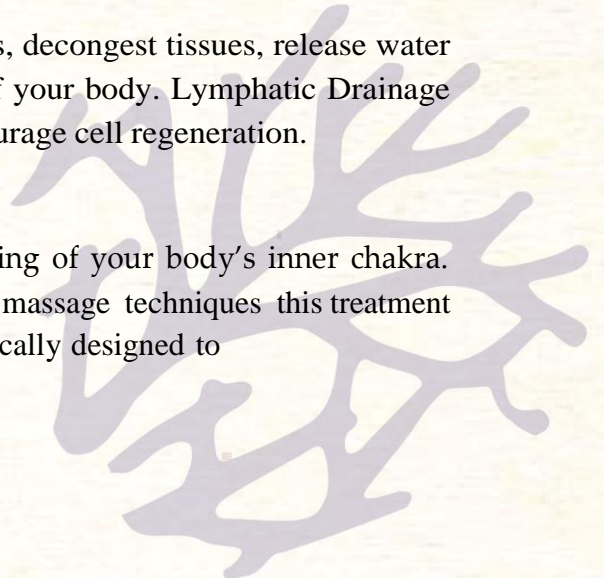 s, decongest tissues, release water
f your body. Lymphatic Drainage
urage cell regeneration.
ing of your body’s inner chakra.
massage techniques this treatment
cally designed to